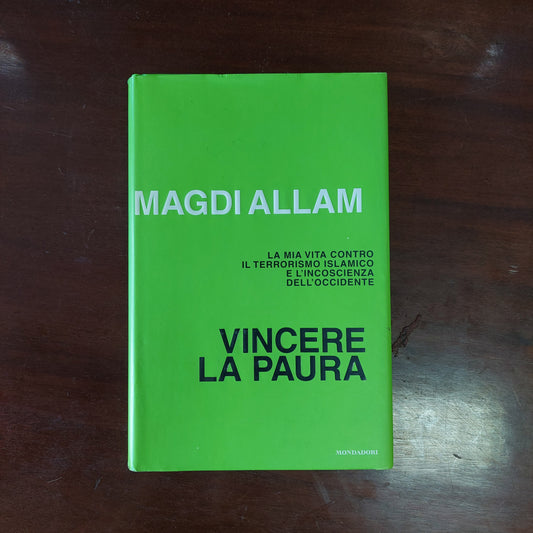 MAGDI ALLAM
LA MIA VITA CONTRO
IL TERRORISMO ISLAMICO
E L'INCOSCIENZA
DELL'OCCIDENTE
VINCERE
LA PAURA
MONDADORI